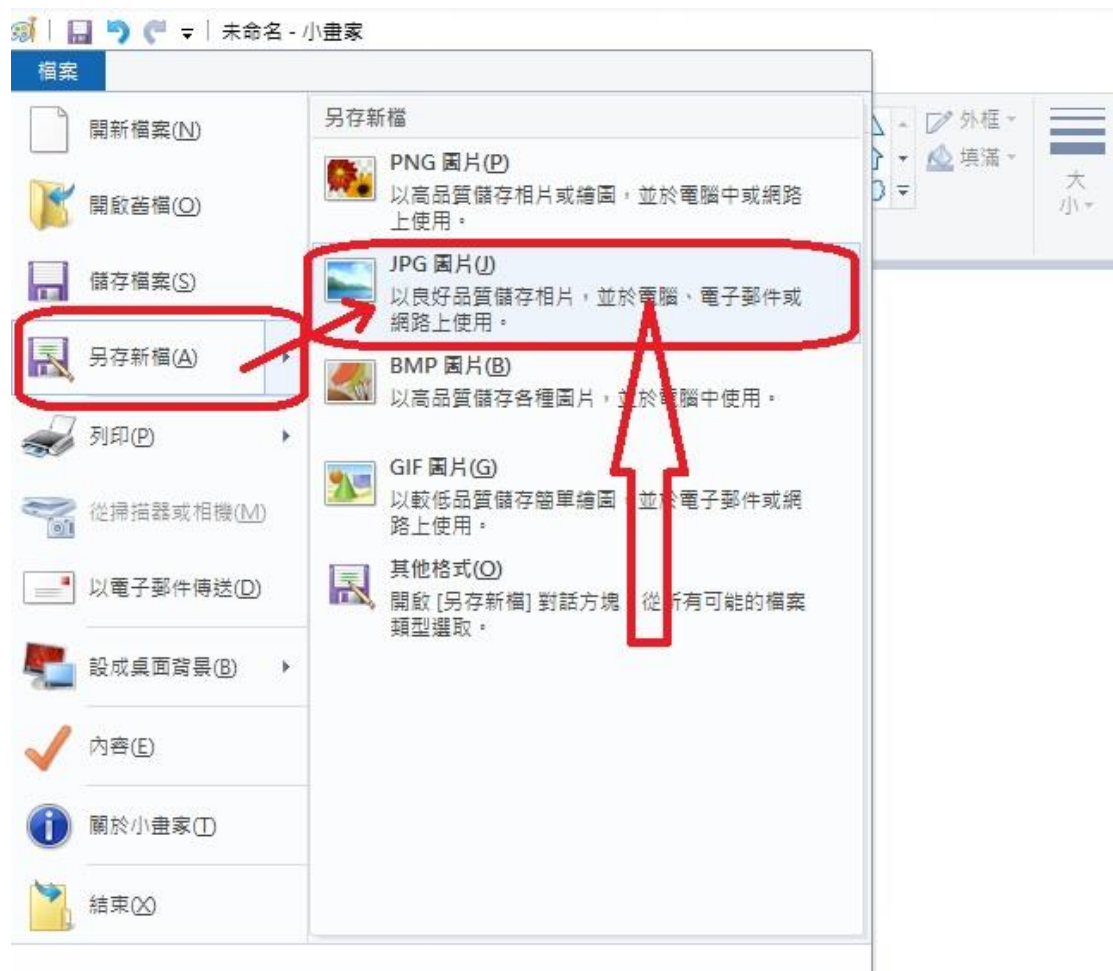 未命名 - 小畫家
檔案
開新檔案(N)
開啟舊檔(O)
儲存檔案(S)
另存新檔(A)
列印(P)
從掃描器或相機(M)
以電子郵件傳送(D)
設成桌面背景(B)
內容(E)
關於小畫家(T)
結束(X)
另存新檔
PNG 圖片(P)
以高品質儲存相片或繪圖，並於電腦中或網路
上使用。
JPG 圖片(J)
以良好品質儲存相片，並於電腦、電子郵件或
網路上使用。
BMP 圖片(B)
以高品質儲存各種圖片，並於電腦中使用。
GIF 圖片(G)
以較低品質儲存簡單繪圖，並於電子郵件或網
路上使用。
其他格式(O)
開啟 [另存新檔] 對話方塊，從所有可能的檔案
類型選取。
外框
填滿
大
小